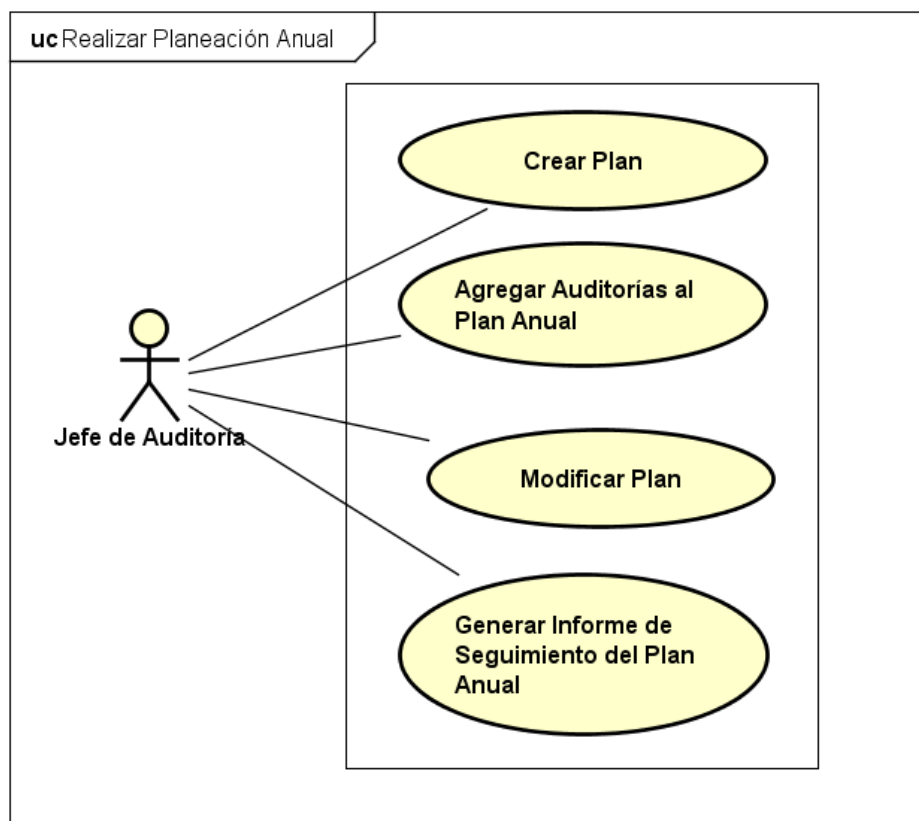 uc Realizar Planeación Anual
Crear Plan
Agregar Auditorías al
Plan Anual
Jefe de Auditoría
Modificar Plan
Generar Informe de
Seguimiento del Plan
Anual